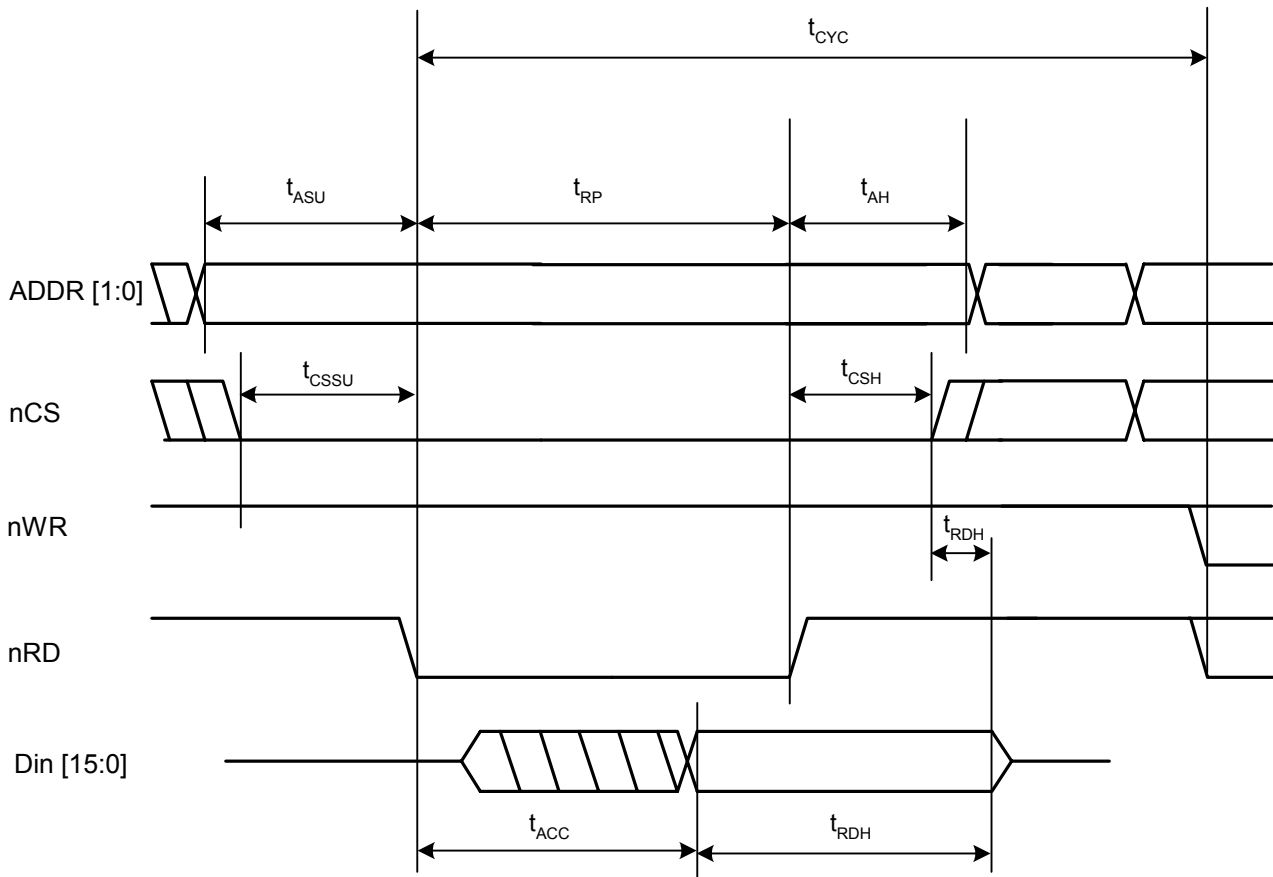 tCYC
tASU
tRP
tAH
ADDR [1:0]
tCSSU
tCSH
nCS
nWR
tRDH
nRD
Din [15:0]
tACC
tRDH